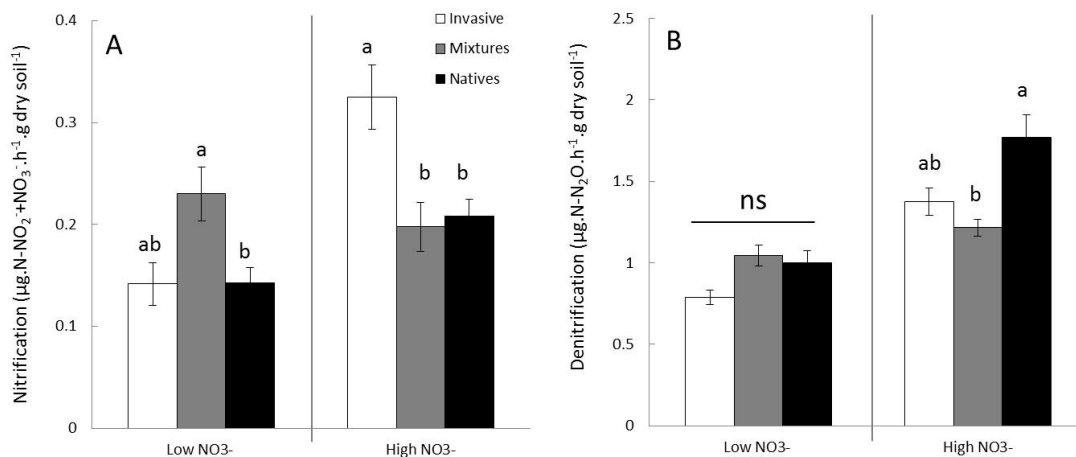 A
Nitrification (µg.N-NO₂⁻+NO₃⁻.h⁻¹.g dry soil⁻¹)
0.4
0.3
0.2
0.1
0
Invasive
Mixtures
Natives
ab
a
b
a
b
b
Low NO3-
High NO3-
B
Denitrification (µg.N-N₂O.h⁻¹.g dry soil⁻¹)
2.5
2
1.5
1
0.5
0
ns
ab
b
a
Low NO3-
High NO3-